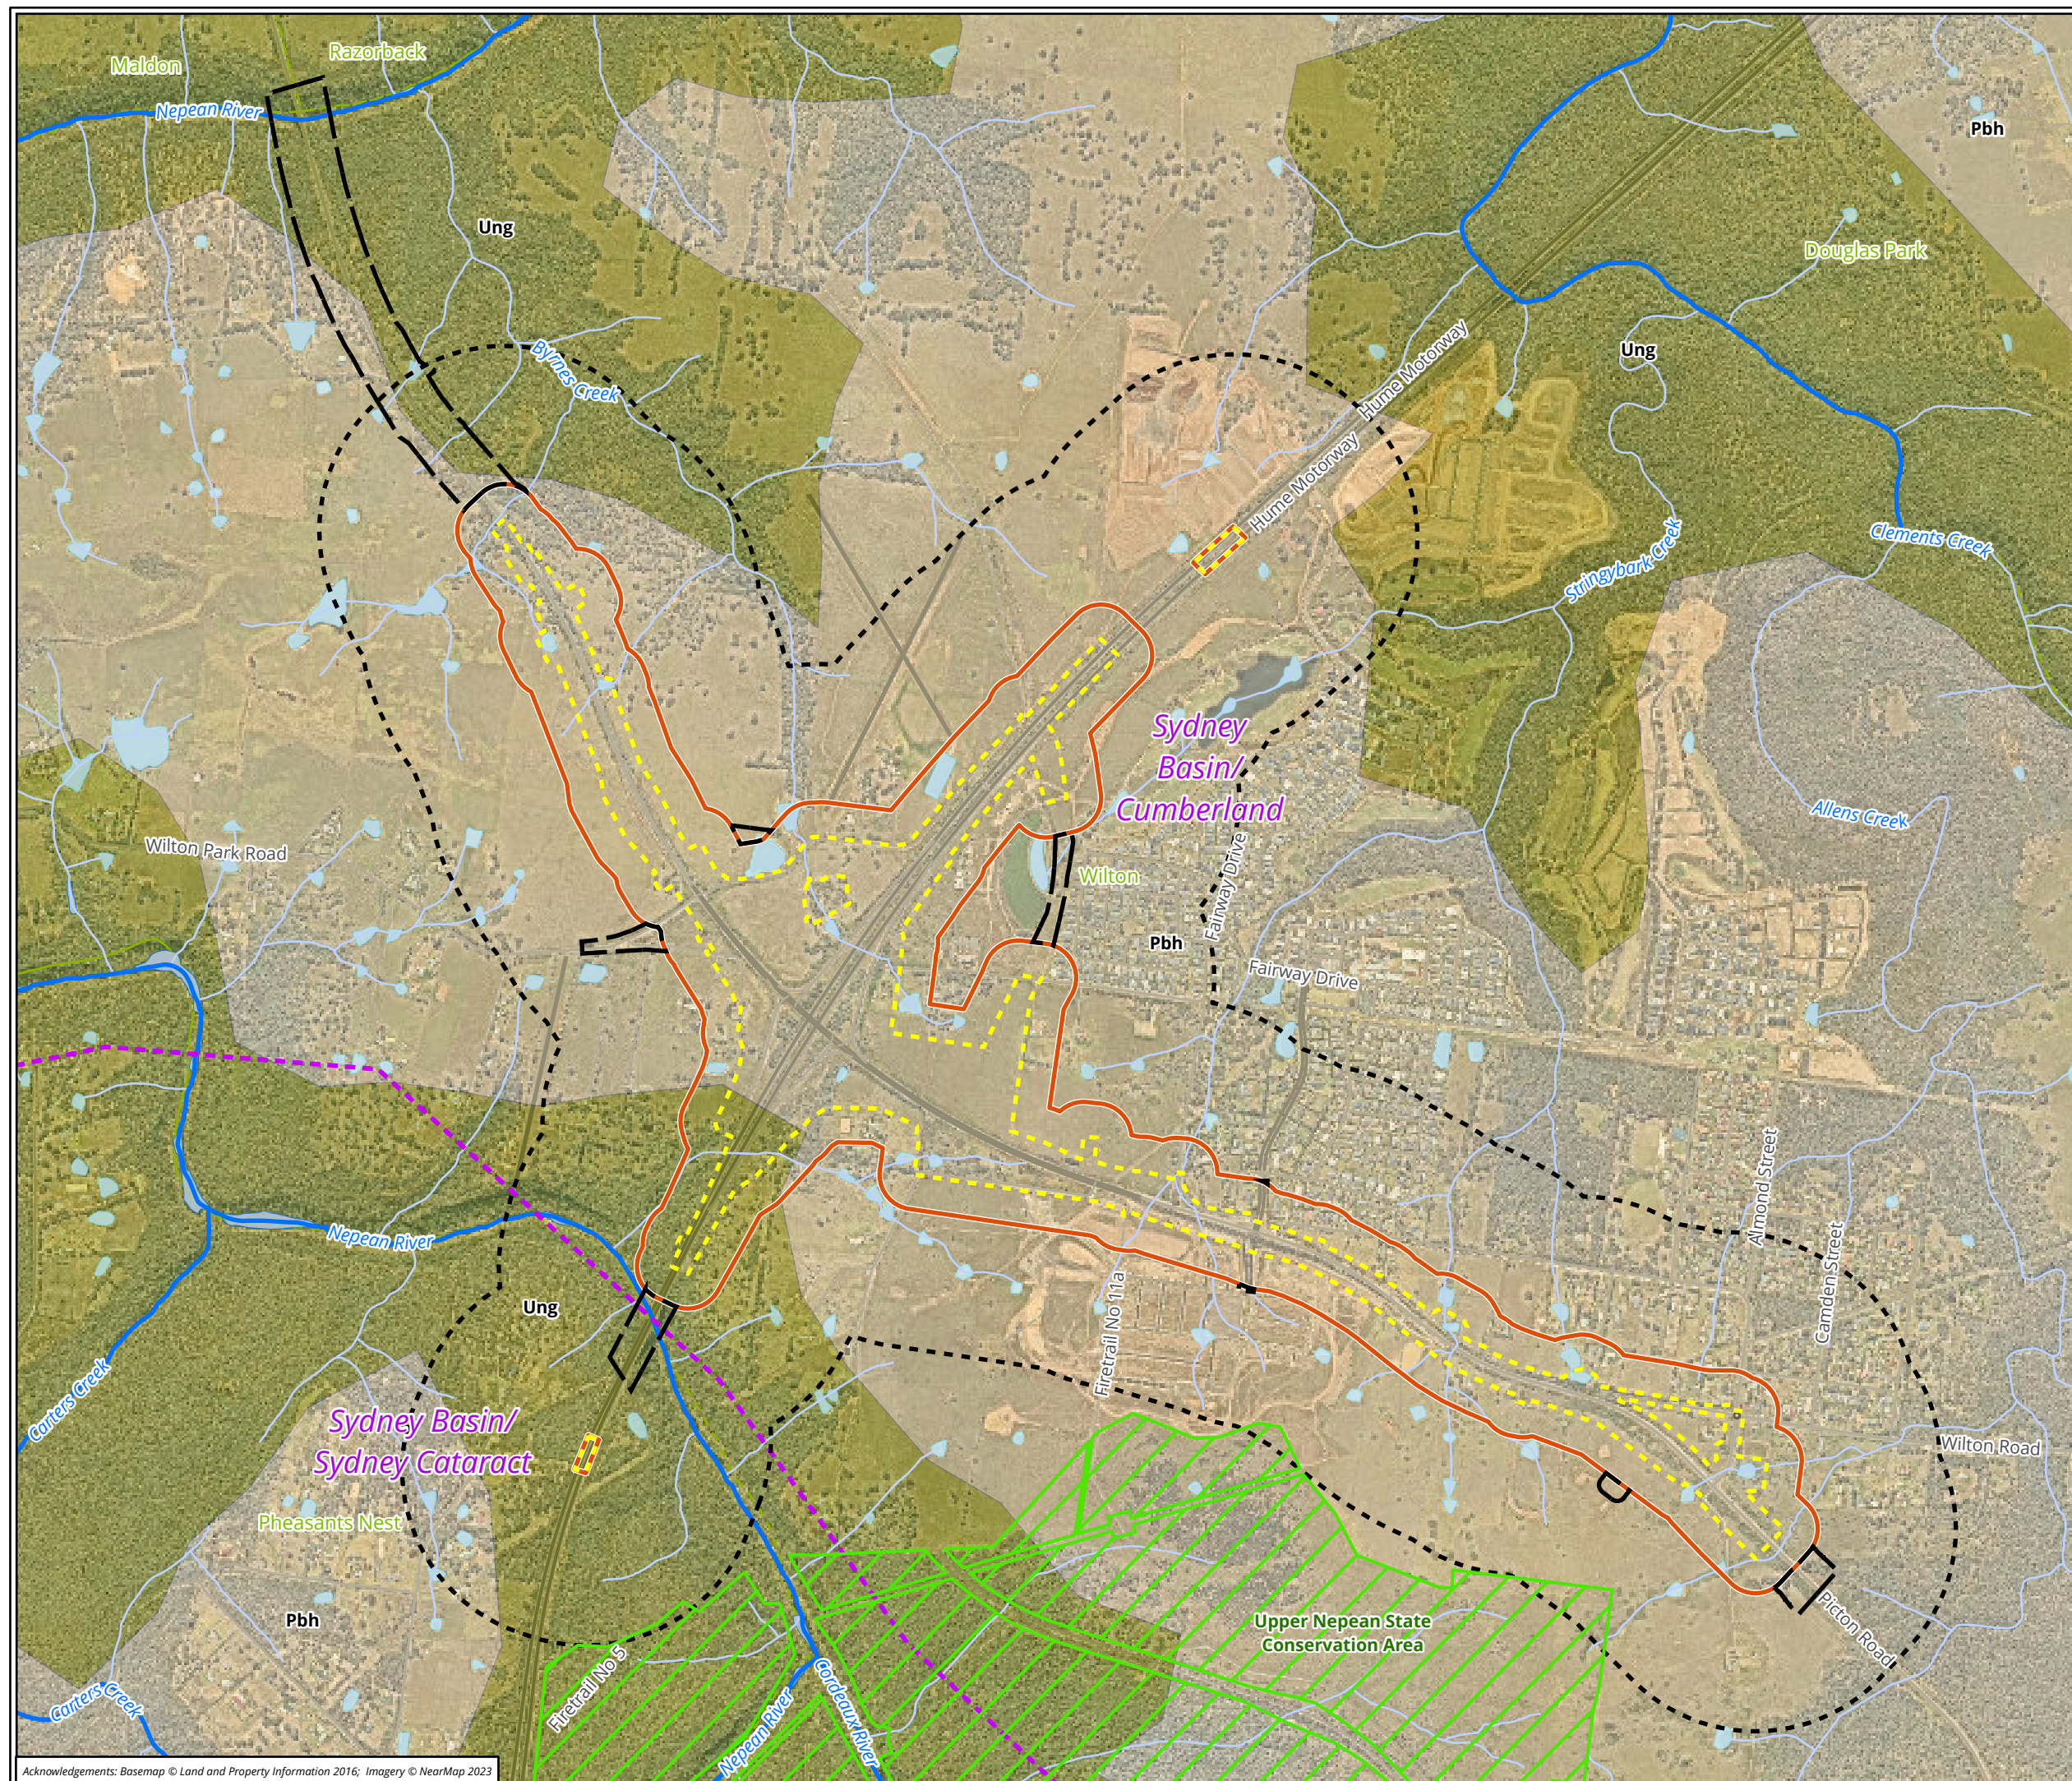 Razorback
Maldon
Nepean River
Pbh
Ung
Douglas Park
Ung
Hume Motorway
Byrnes Creek
Hume Motorway
Clements Creek
Stringybark Creek
Sydney
Basin/
Cumberland
Allens Creek
Wilton Park Road
Fairway Drive
Wilton
Pbh
Fairway Drive
Almond Street
Nepean River
Camden Street
Ung
Firetrail No 11a
Carters Creek
Sydney Basin/
Sydney Cataract
Wilton Road
Pheasants Nest
Pbh
Upper Nepean State
Conservation Area
Picton Road
Firetrail No 5
Carters Creek
Nepean River
Cordeaux River
Acknowledgements: Basemap © Land and Property Information 2016; Imagery © NearMap 2023